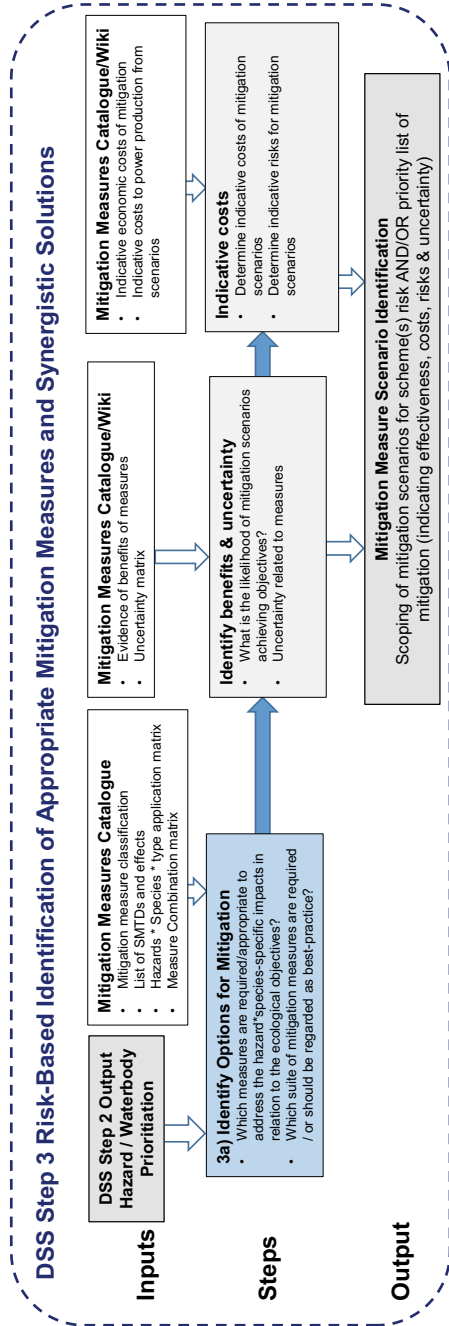 DSS Step 3 Risk-Based Identification of Appropriate Mitigation Measures and Synergistic Solutions
Inputs
DSS Step 2 Output
Hazard / Waterbody
Prioritiation
Mitigation Measures Catalogue
• Mitigation measure classification
• List of SMTDs and effects
• Hazards * Species * type application matrix
• Measure Combination matrix
Mitigation Measures Catalogue/Wiki
• Evidence of benefits of measures
• Uncertainty matrix
Mitigation Measures Catalogue/Wiki
• Indicative economic costs of mitigation
• Indicative costs to power production from
scenarios
Steps
3a) Identify Options for Mitigation
• Which measures are required/appropriate to
address the hazard*species-specific impacts in
relation to the ecological objectives?
• Which suite of mitigation measures are required
/ or should be regarded as best-practice?
Identify benefits & uncertainty
• What is the likelihood of mitigation scenarios
achieving objectives?
• Uncertainty related to measures
Indicative costs
• Determine indicative costs of mitigation
scenarios
• Determine indicative risks for mitigation
scenarios
Output
Mitigation Measure Scenario Identification
Scoping of mitigation scenarios for scheme(s) risk AND/OR priority list of
mitigation (indicating effectiveness, costs, risks & uncertainty)